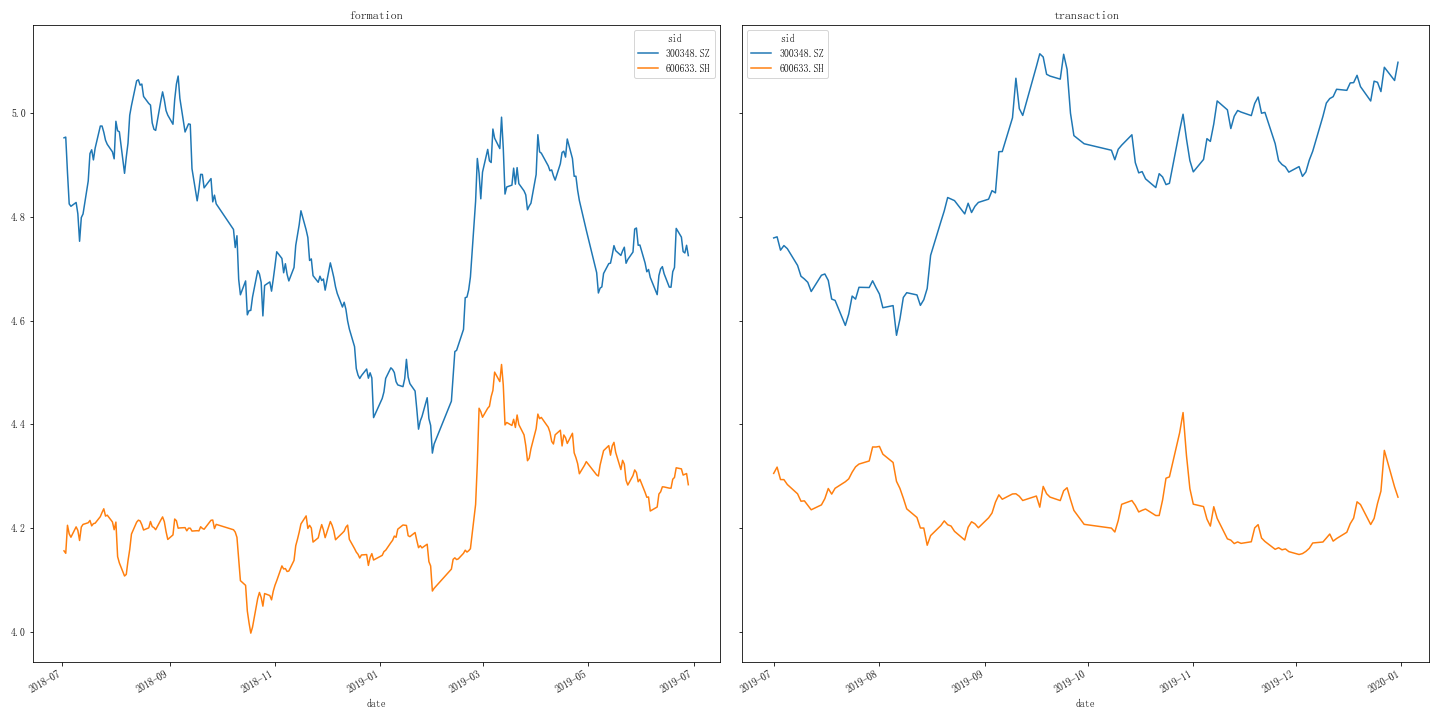 formation
sid
300348.SZ
600633.SH
5.0
4.8
4.6
4.4
4.2
4.0
2018-07
2018-09
2018-11
2019-01
2019-03
2019-05
2019-07
date
transaction
sid
300348.SZ
600633.SH
2019-07
2019-08
2019-09
2019-10
2019-11
2019-12
2020-01
date